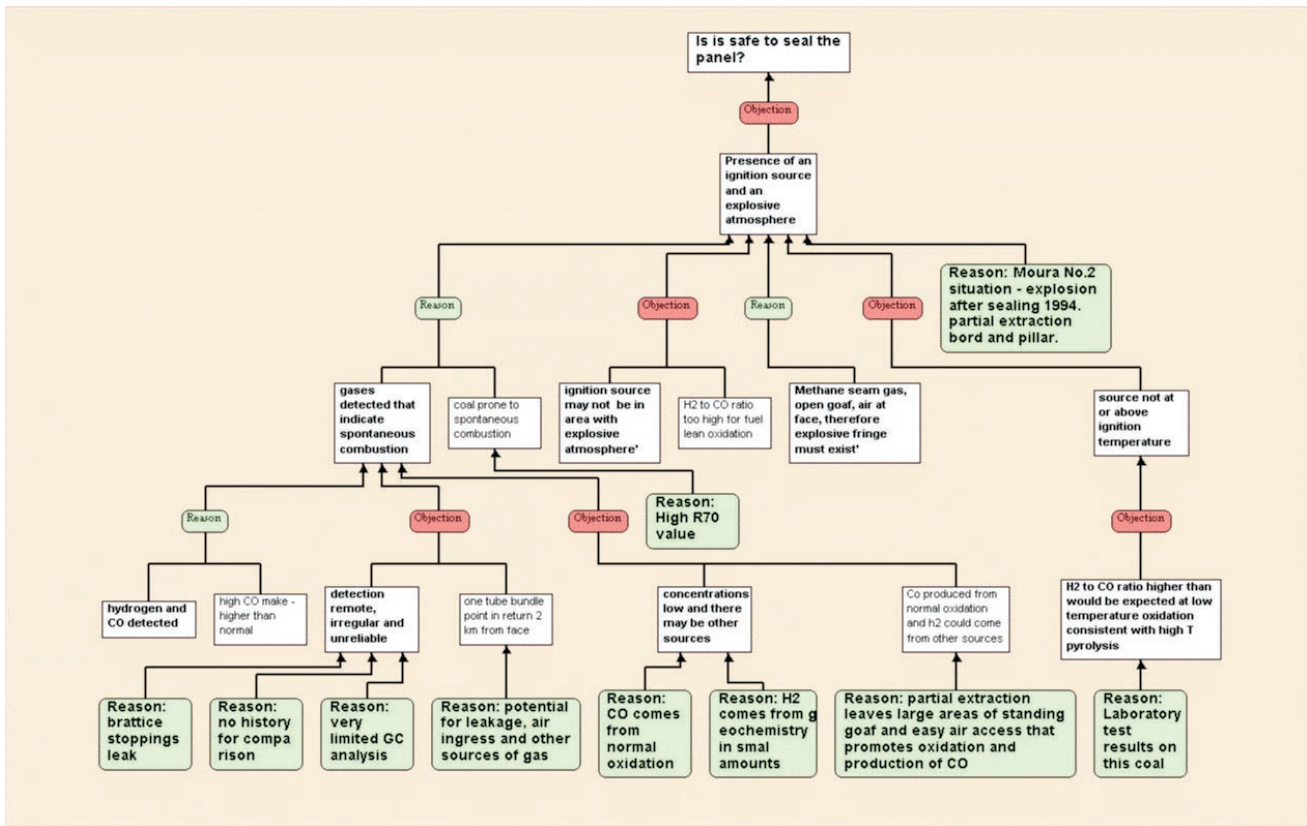 Is is safe to seal the
panel?
Objection
Presence of an
ignition source
and an
explosive
atmosphere
Reason
Objection
Reason
Objection
Reason: Moura No.2
situation - explosion
after sealing 1994.
partial extraction
bord and pillar.
gases
detected that
indicate
spontaneous
combustion
coal prone to
spontaneous
combustion
ignition source
may not be in
area with
explosive
atmosphere'
H2 to CO ratio
too high for fuel
lean oxidation
Methane seam gas,
open goaf, air at
face, therefore
explosive fringe
must exist'
source not at
or above
ignition
temperature
Reason:
High R70
value
Reason
Objection
Objection
Objection
hydrogen and
CO detected
high CO make -
higher than
normal
detection
remote,
irregular and
unreliable
one tube bundle
point in return 2
km from face
concentrations
low and there
may be other
sources
Co produced from
normal oxidation
and h2 could come
from other sources
H2 to CO ratio higher than
would be expected at low
temperature oxidation
consistent with high T
pyrolysis
Reason:
brattice
stoppings
leak
Reason:
no history
for compa
rison
Reason:
very
limited GC
analysis
Reason: potential
for leakage, air
ingress and other
sources of gas
Reason:
CO comes
from
normal
oxidation
Reason: H2
comes from g
eochemistry
in smal
amounts
Reason: partial extraction
leaves large areas of standing
goaf and easy air access that
promotes oxidation and
production of CO
Reason:
Laboratory
test
results on
this coal